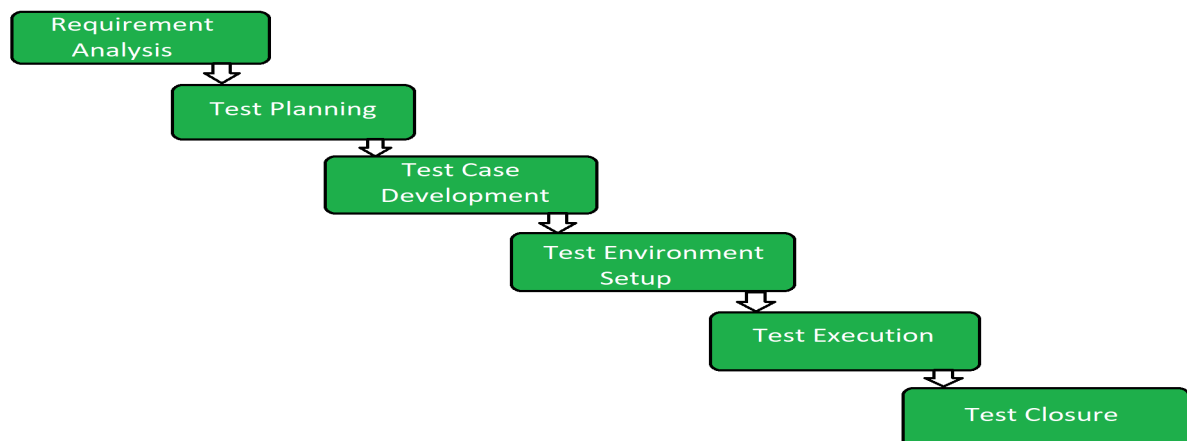 Requirement
Analysis
Test Planning
Test Case
Development
Test Environment
Setup
Test Execution
Test Closure